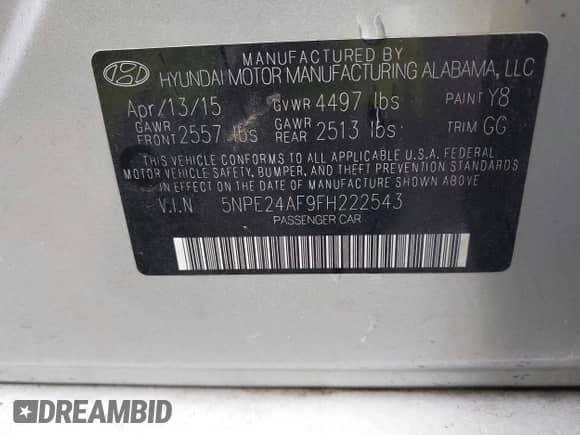 MANUFACTURED BY
HYUNDAI MOTOR MANUFACTURING ALABAMA, LLC
Apr/13/15 GVWR 4497 lbs PAINT Y8
GAWR FRONT 2557 lbs GAWR REAR 2513 lbs TRIM GG
THIS VEHICLE CONFORMS TO ALL APPLICABLE U.S.A. FEDERAL
MOTOR VEHICLE SAFETY, BUMPER, AND THEFT PREVENTION STANDARDS
IN EFFECT ON THE DATE OF MANUFACTURE SHOWN ABOVE
V.I.N 5NPE24AF9FH222543
PASSENGER CAR
DREAMBID